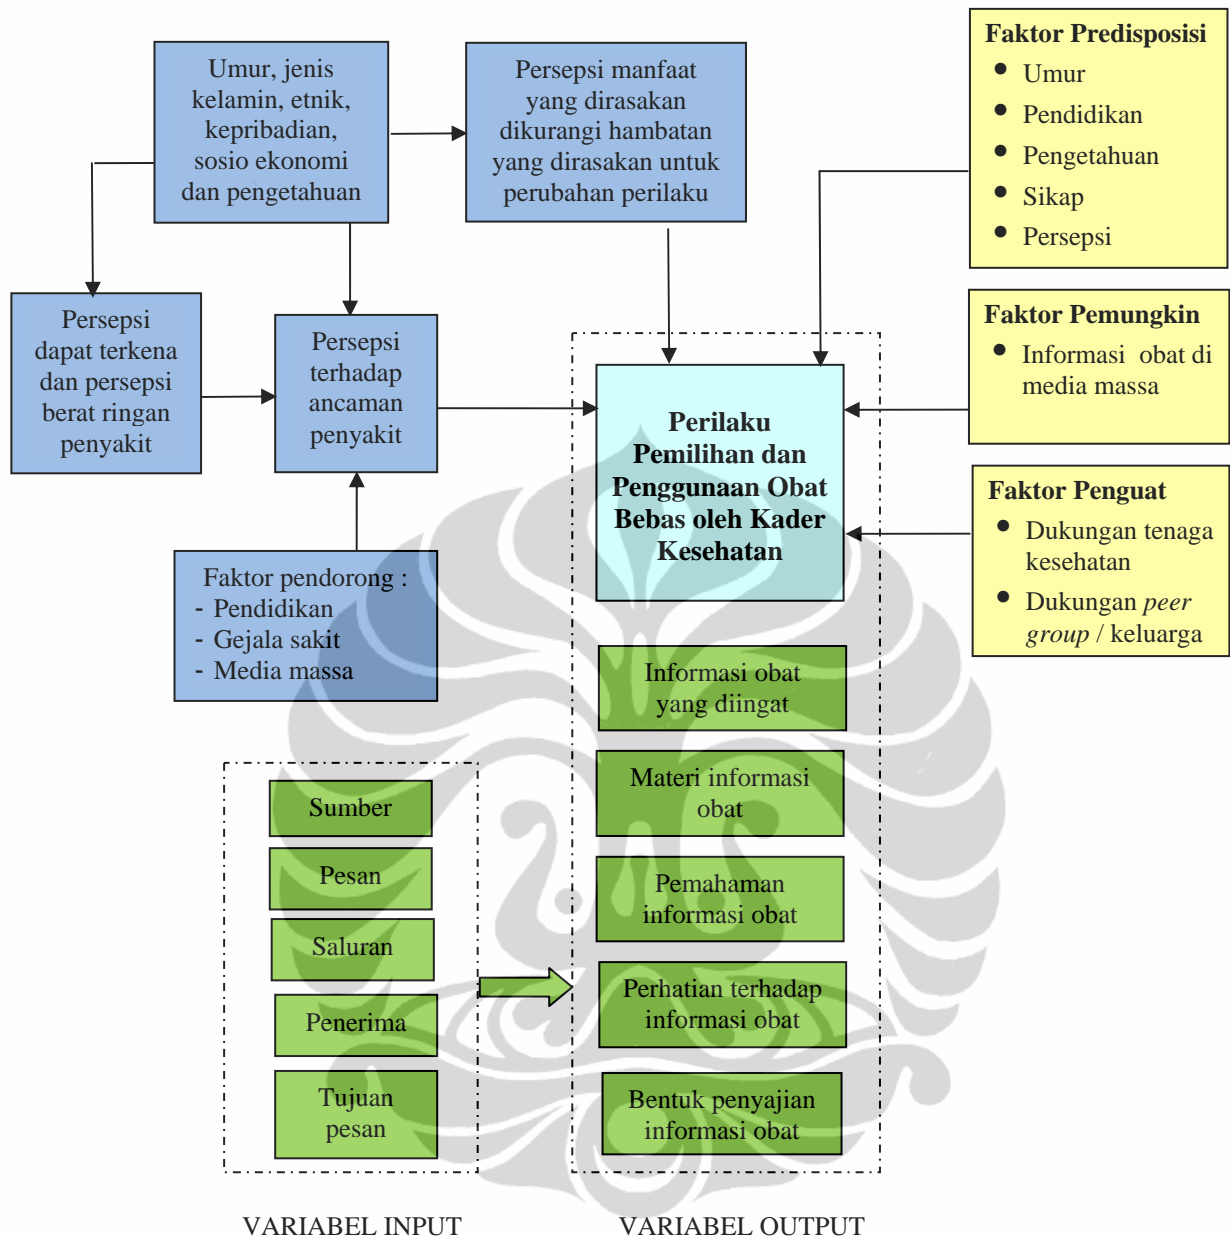 Umur, jenis
kelamin, etnik,
kepribadian,
sosio ekonomi
dan pengetahuan
Persepsi manfaat
yang dirasakan
dikurangi hambatan
yang dirasakan untuk
perubahan perilaku
Faktor Predisposisi
• Umur
• Pendidikan
• Pengetahuan
• Sikap
• Persepsi
Persepsi
dapat terkena
dan persepsi
berat ringan
penyakit
Persepsi
terhadap
ancaman
penyakit
Perilaku
Pemilihan dan
Penggunaan Obat
Bebas oleh Kader
Kesehatan
Faktor Pemungkin
• Informasi obat di
media massa
Faktor Penguat
• Dukungan tenaga
kesehatan
• Dukungan peer
group / keluarga
Faktor pendorong :
- Pendidikan
- Gejala sakit
- Media massa
Informasi obat
yang diingat
Materi informasi
obat
Pemahaman
informasi obat
Perhatian terhadap
informasi obat
Bentuk penyajian
informasi obat
Sumber
Pesan
Saluran
Penerima
Tujuan
pesan
VARIABEL INPUT
VARIABEL OUTPUT